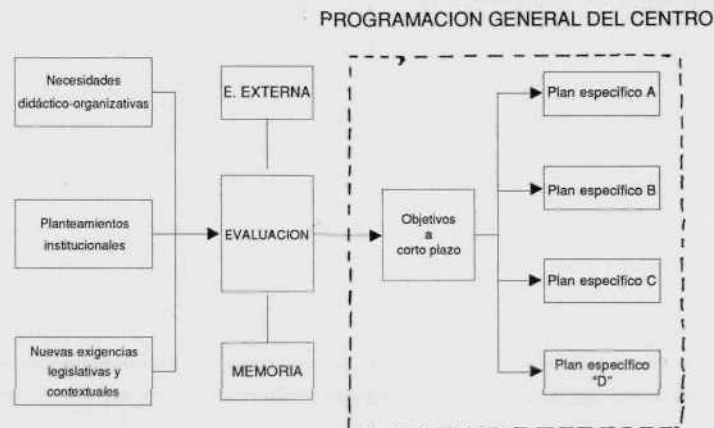 PROGRAMACION GENERAL DEL CENTRO
Necesidades
didáctico-organizativas
Planteamientos
institucionales
Nuevas exigencias
legislativas y
contextuales
E. EXTERNA
EVALUACION
MEMORIA
Objetivos
a
corto plazo
Plan específico A
Plan específico B
Plan específico C
Plan específico
"D"